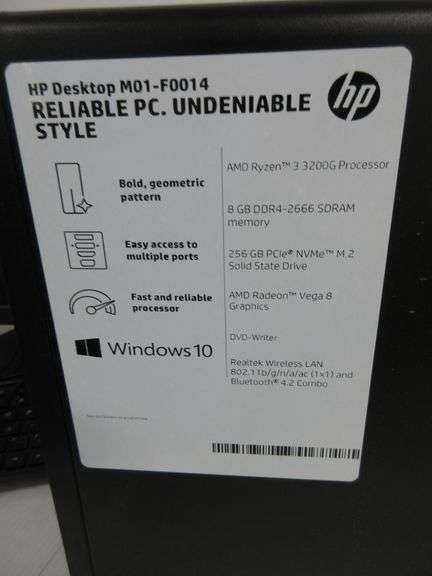 HP Desktop M01-F0014
RELIABLE PC. UNDENIABLE
STYLE
hp
Bold, geometric
pattern
Easy access to
multiple ports
Fast and reliable
processor
Windows 10
AMD Ryzen™ 3 3200G Processor
8 GB DDR4-2666 SDRAM
memory
256 GB PCIe® NVMe™ M.2
Solid State Drive
AMD Radeon™ Vega 8
Graphics
DVD-Writer
Realtek Wireless LAN
802.11b/g/n/a/ac (1x1) and
Bluetooth® 4.2 Combo